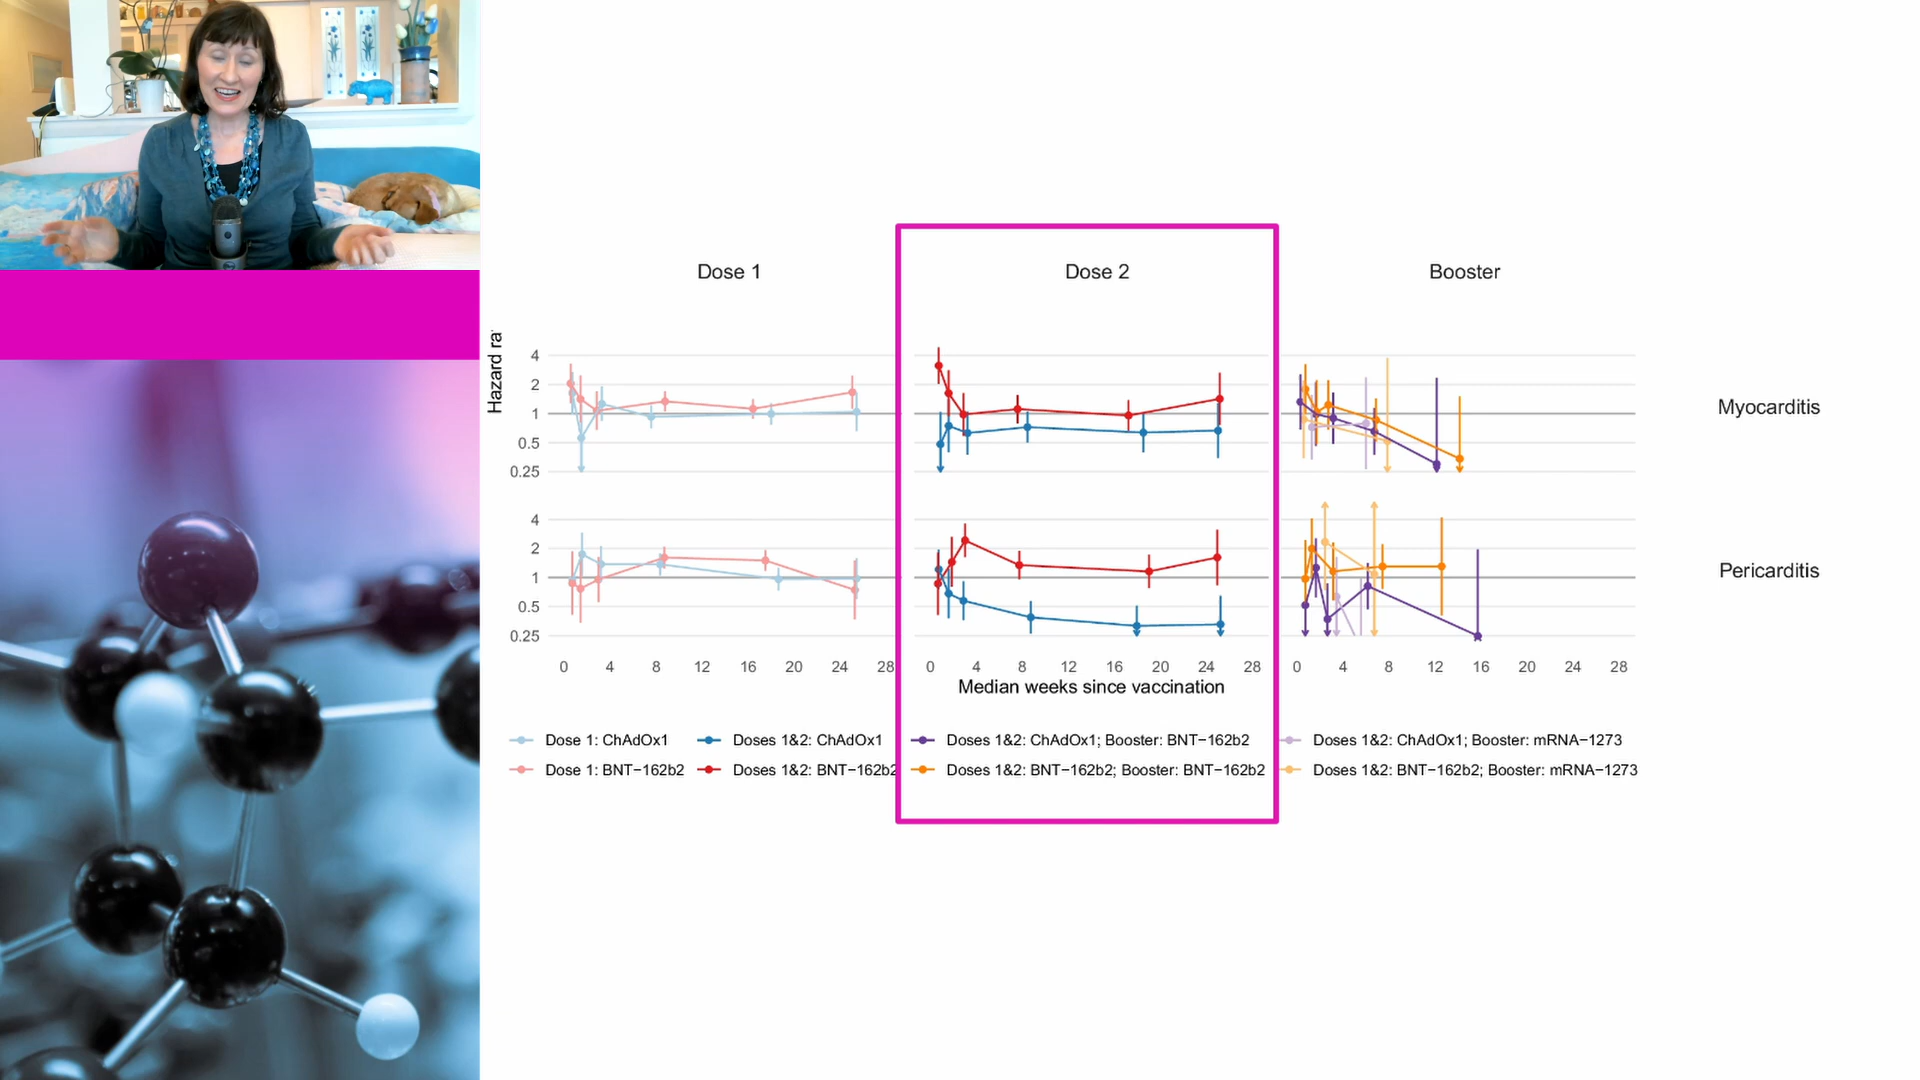 Dose 1
Dose 2
Booster
Hazard ra
4
2
1
0.5
0.25
Myocarditis
4
2
1
0.5
0.25
Pericarditis
0 4 8 12 16 20 24 28
0 4 8 12 16 20 24 28
0 4 8 12 16 20 24 28
Median weeks since vaccination
Dose 1: ChAdOx1
Doses 1&2: ChAdOx1
Doses 1&2: ChAdOx1; Booster: BNT−162b2
Doses 1&2: ChAdOx1; Booster: mRNA−1273
Dose 1: BNT−162b2
Doses 1&2: BNT−162b2
Doses 1&2: BNT−162b2; Booster: BNT−162b2
Doses 1&2: BNT−162b2; Booster: mRNA−1273